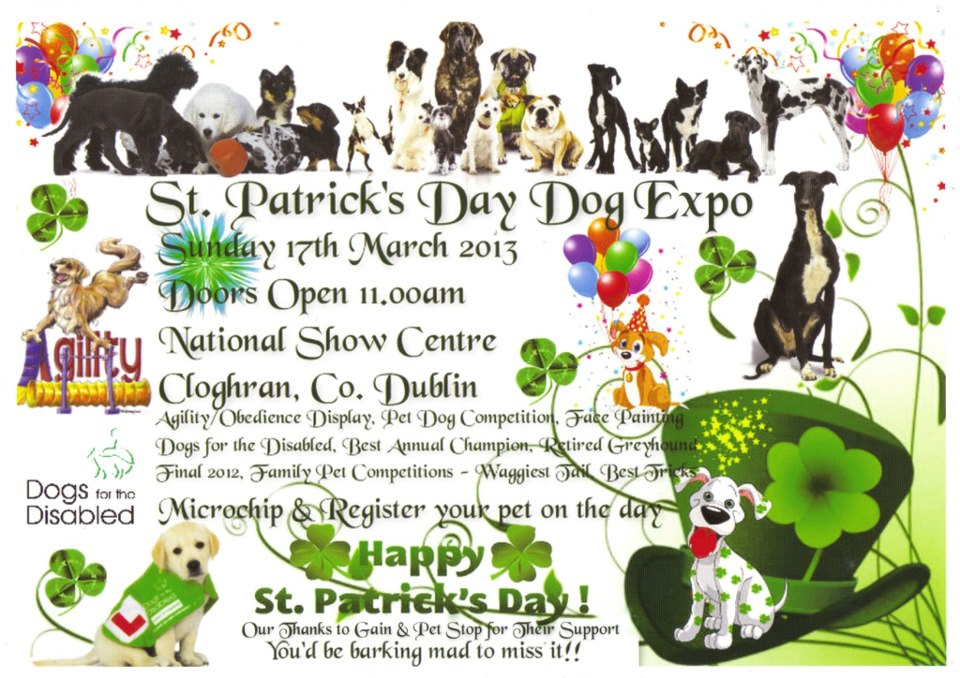 St. Patrick's Day Dog Expo
Sunday 17th March 2013
Doors Open 11.00am
National Show Centre
Cloghran, Co. Dublin
Agility/Obedience Display, Pet Dog Competition, Face Painting
Dogs for the Disabled, Best Annual Champion, Retired Greyhound
Final 2012, Family Pet Competitions - Waggiest Tail, Best Tricks
Microchip & Register your pet on the day
Agility
Dogs for the
Disabled
L
Happy
St. Patrick's Day!
Our Thanks to Gain & Pet Stop for Their Support
You'd be barking mad to miss it!!